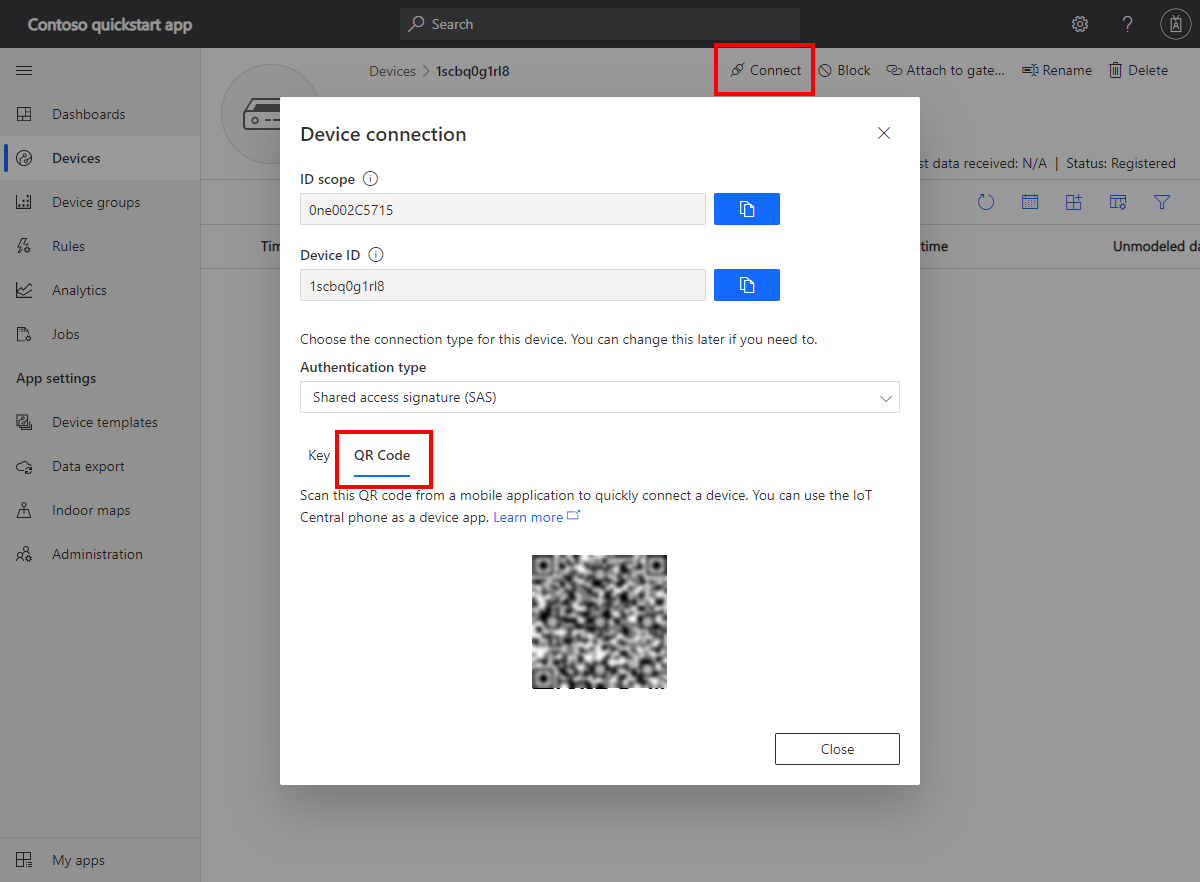 Contoso quickstart app
Search
Devices > 1scbq0g1rl8
Connect
Block
Attach to gate...
Rename
Delete
Dashboards
Devices
Device groups
Rules
Analytics
Jobs
App settings
Device templates
Data export
Indoor maps
Administration
My apps
st data received: N/A | Status: Registered
Tim
time
Unmodeled da
Device connection
ID scope
0ne002C5715
Device ID
1scbq0g1rl8
Choose the connection type for this device. You can change this later if you need to.
Authentication type
Shared access signature (SAS)
Key
QR Code
Scan this QR code from a mobile application to quickly connect a device. You can use the IoT
Central phone as a device app. Learn more
Close